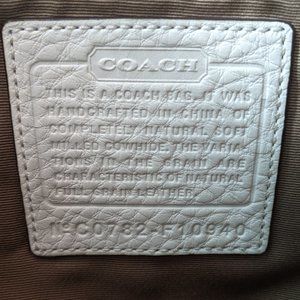 COACH
THIS IS A COACH BAG. IT WAS
HANDCRAFTED IN CHINA OF
COMPLETELY NATURAL SOFT
MILLED COWHIDE. THE VARIA-
TIONS IN THE GRAIN ARE
CHARACTERISTIC OF NATURAL
FULL GRAIN LEATHER.
No C0782-F10940